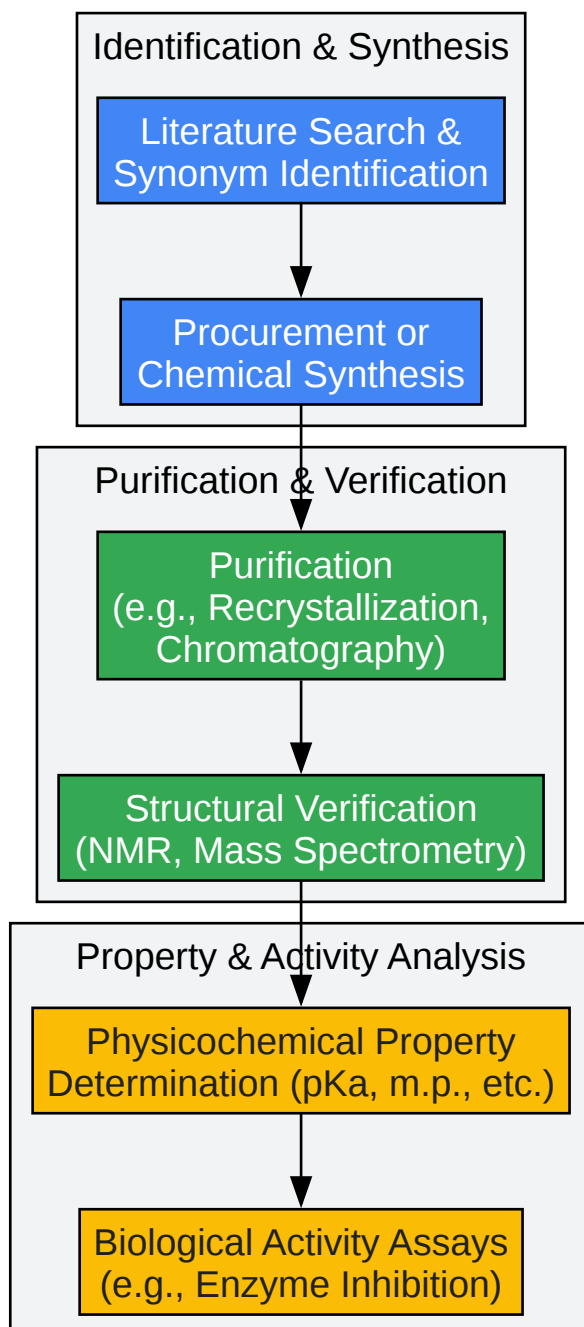 Identification & Synthesis
Literature Search &
Synonym Identification
Procurement or
Chemical Synthesis
Purification & Verification
Purification
(e.g., Recrystallization,
Chromatography)
Structural Verification
(NMR, Mass Spectrometry)
Property & Activity Analysis
Physicochemical Property
Determination (pKa, m.p., etc.)
Biological Activity Assays
(e.g., Enzyme Inhibition)